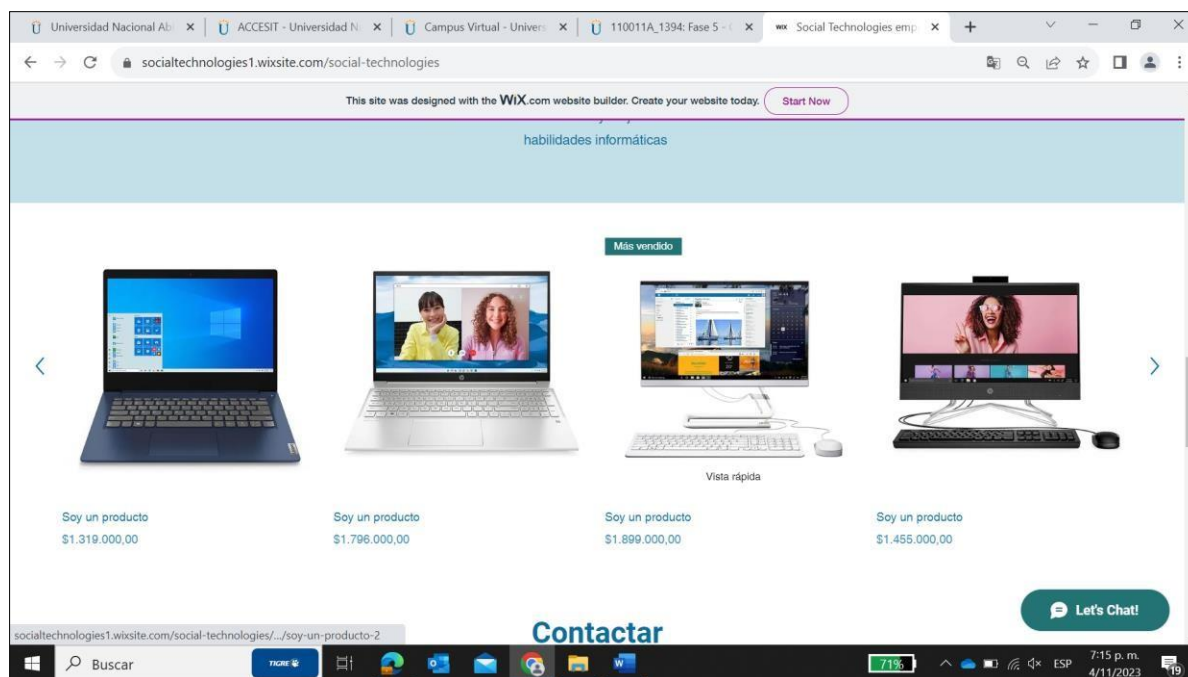 Universidad Nacional Ab
ACCESIT - Universidad N
Campus Virtual - Univers
110011A_1394: Fase 5 - 
WiX Social Technologies emp
socialtechnologies1.wixsite.com/social-technologies
This site was designed with the WiX.com website builder. Create your website today. Start Now
habilidades informáticas
Más vendido
Vista rápida
Soy un producto
$1.319.000,00
Soy un producto
$1.796.000,00
Soy un producto
$1.899.000,00
Soy un producto
$1.455.000,00
Let's Chat!
Contactar
socialtechnologies1.wixsite.com/social-technologies/.../soy-un-producto-2
Buscar
TIGRE
71%
ESP
7:15 p. m.
4/11/2023
19